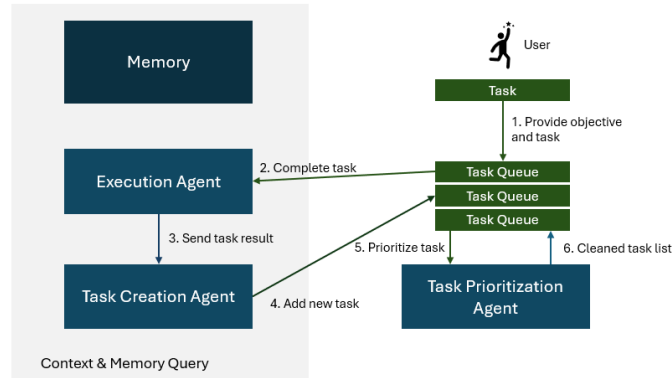 Memory
User
Task
1. Provide objective
and task
Execution Agent
2. Complete task
Task Queue
Task Queue
Task Queue
3. Send task result
5. Prioritize task
6. Cleaned task list
Task Creation Agent
4. Add new task
Task Prioritization
Agent
Context & Memory Query